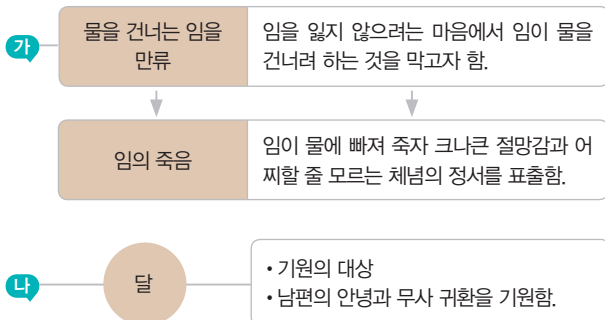 가
물을 건너는 임을
만류
임을 잃지 않으려는 마음에서 임이 물을
건너려 하는 것을 막고자 함.
임의 죽음
임이 물에 빠져 죽자 크나큰 절망감과 어
찌할 줄 모르는 체념의 정서를 표출함.
나
달
• 기원의 대상
• 남편의 안녕과 무사 귀환을 기원함.